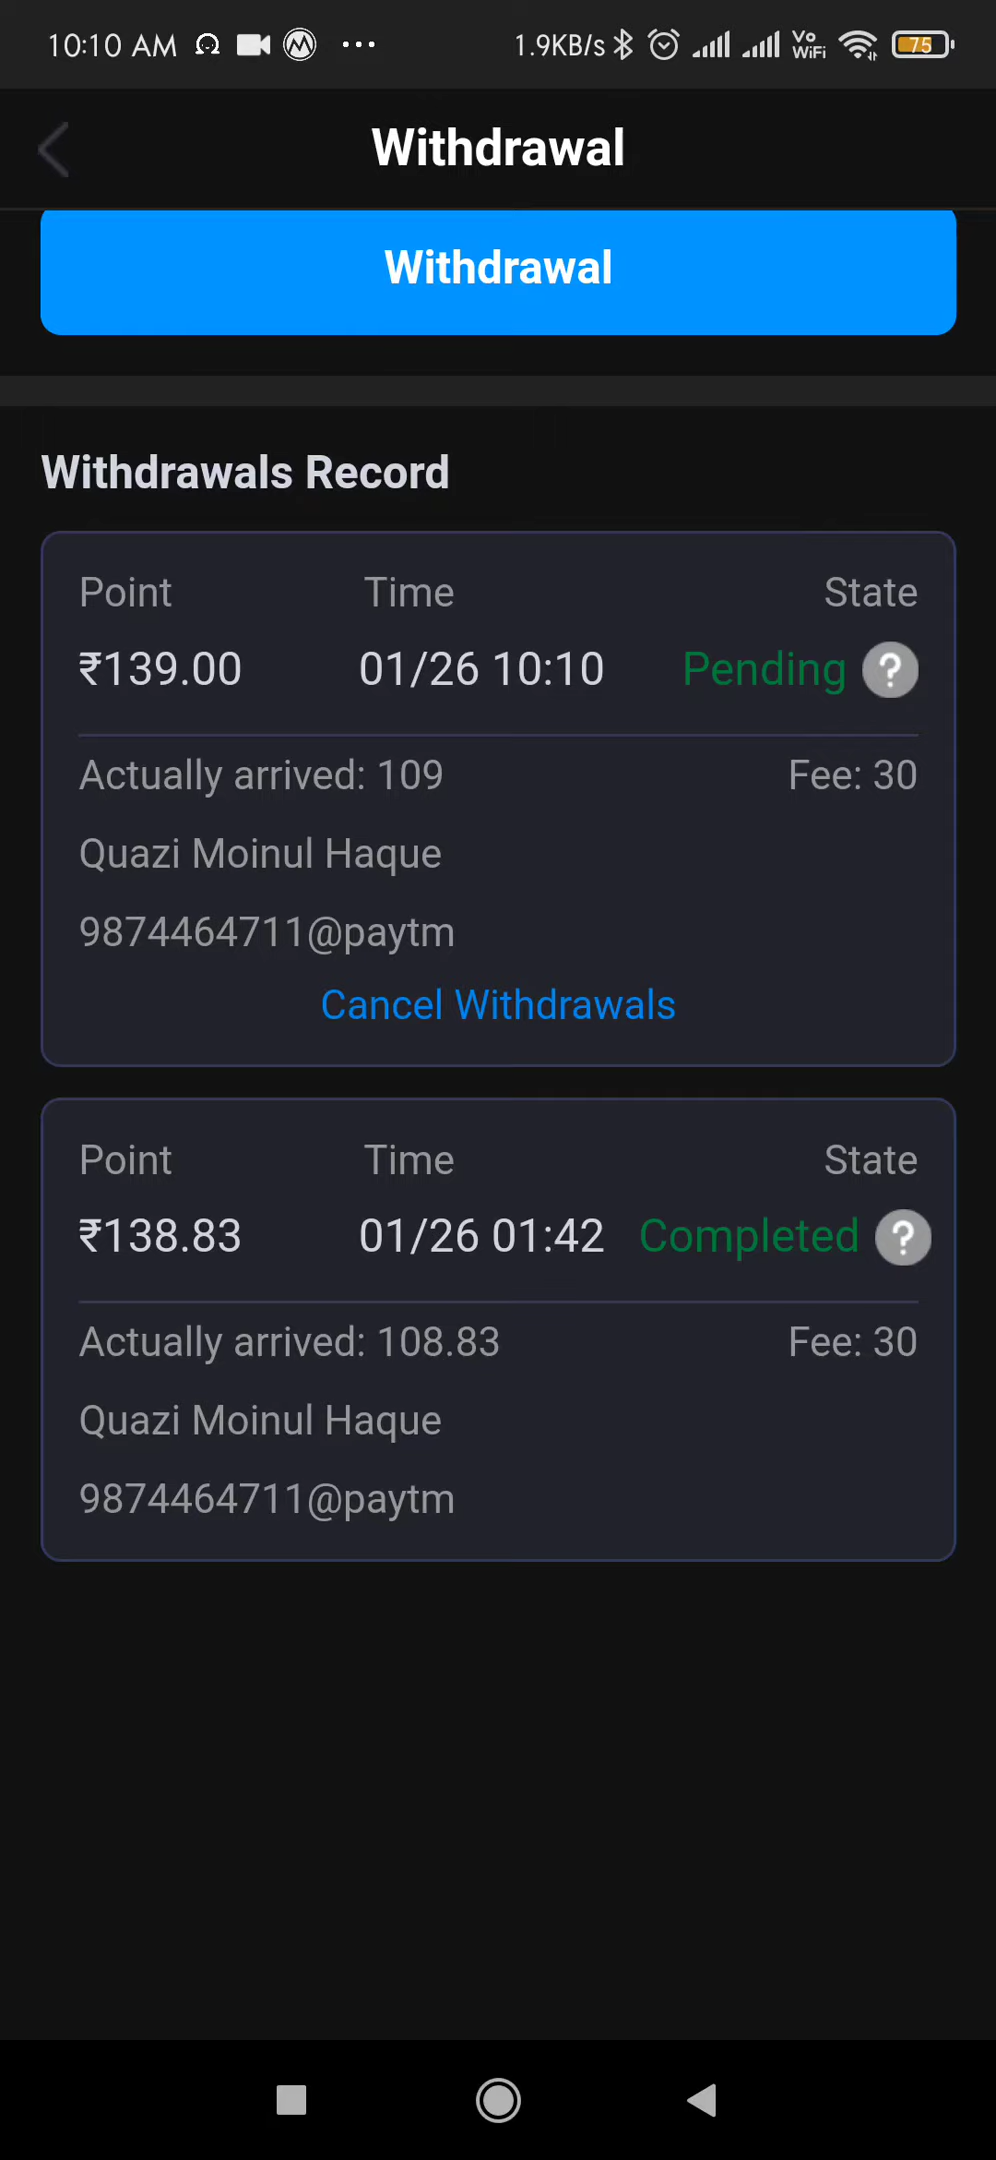 10:10 AM ... 1.9KB/s Vo WiFi 75
Withdrawal
Withdrawal
Withdrawals Record
Point Time State
₹139.00 01/26 10:10 Pending ?
Actually arrived: 109 Fee: 30
Quazi Moinul Haque
9874464711@paytm
Cancel Withdrawals
Point Time State
₹138.83 01/26 01:42 Completed ?
Actually arrived: 108.83 Fee: 30
Quazi Moinul Haque
9874464711@paytm